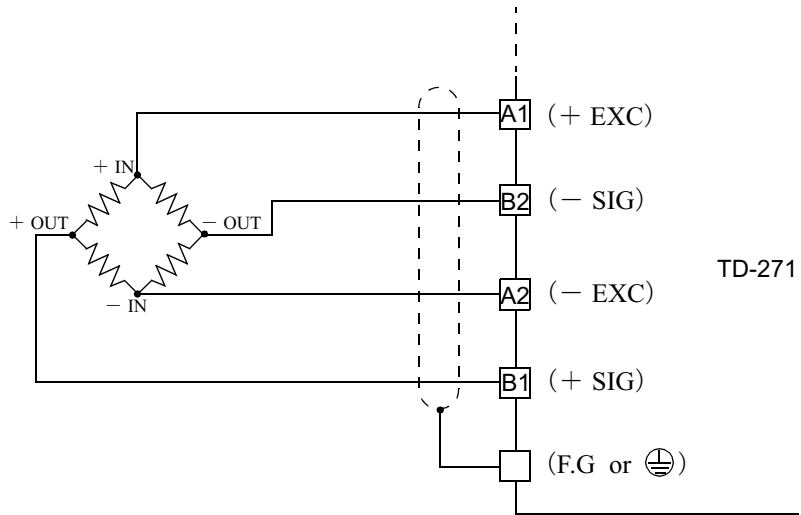 A1 (+ EXC)
+ IN
+ OUT
− OUT
B2 (− SIG)
TD-271
− IN
A2 (− EXC)
B1 (+ SIG)
(F.G or ⏚)